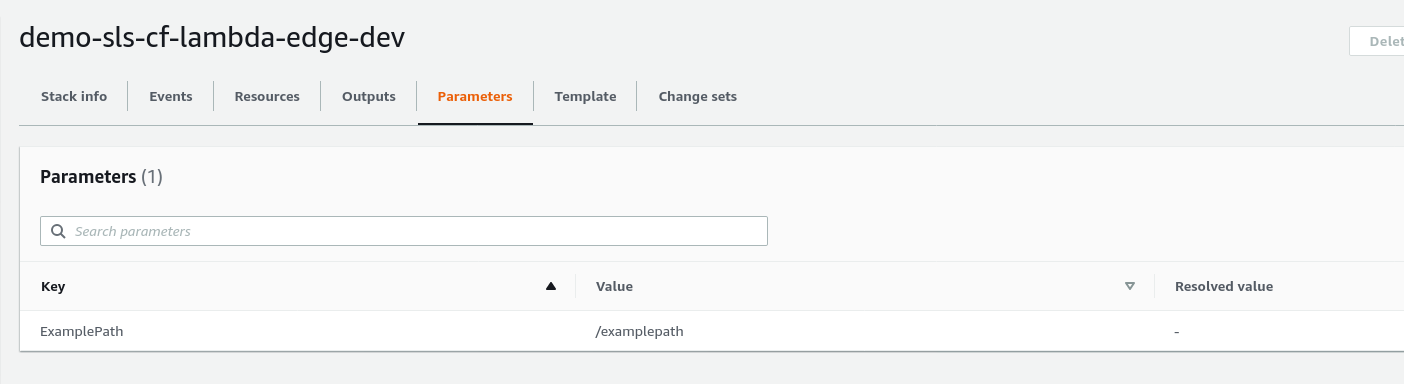 demo-sls-cf-lambda-edge-dev
Delet
Stack info Events Resources Outputs Parameters Template Change sets
Parameters (1)
Search parameters
Key Value Resolved value
ExamplePath /examplepath -